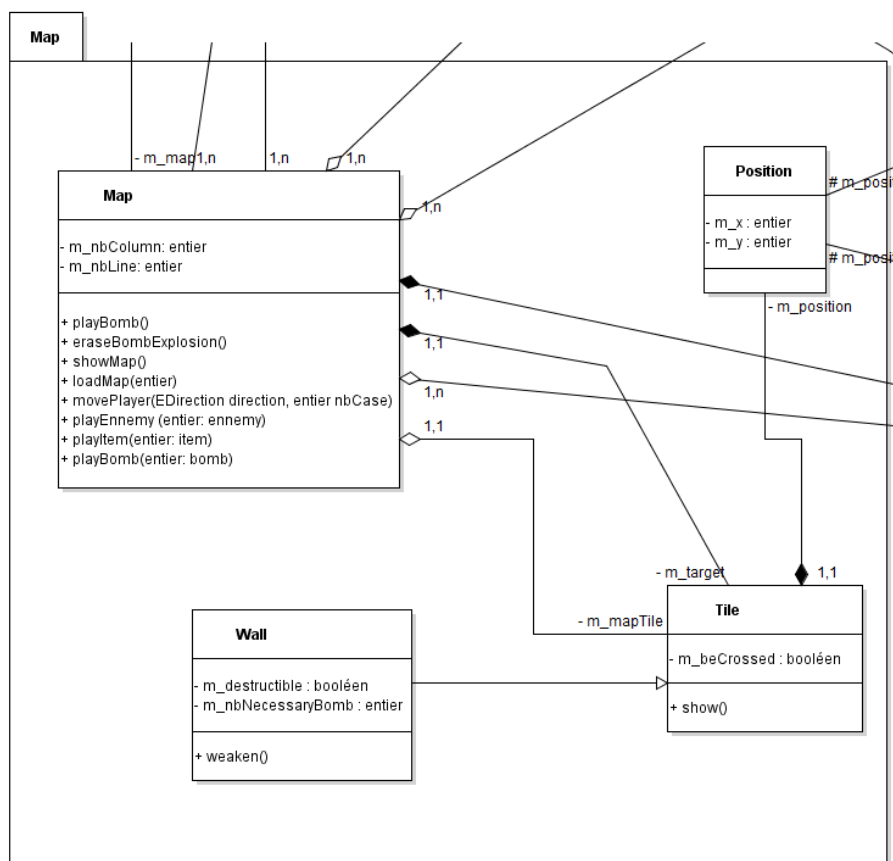 Map
- m_map1,n
1,n
1,n
Map
- m_nbColumn: entier
- m_nbLine: entier
+ playBomb()
+ eraseBombExplosion()
+ showMap()
+ loadMap(entier)
+ movePlayer(EDirection direction, entier nbCase)
+ playEnnemy (entier: ennemy)
+ playItem(entier: item)
+ playBomb(entier: bomb)
1,n
1,1
1,1
1,n
1,1
Position
- m_x : entier
- m_y : entier
# m_posit
# m_posit
- m_position
- m_target
1,1
- m_mapTile
Tile
- m_beCrossed : booléen
+ show()
Wall
- m_destructible : booléen
- m_nbNecessaryBomb : entier
+ weaken()